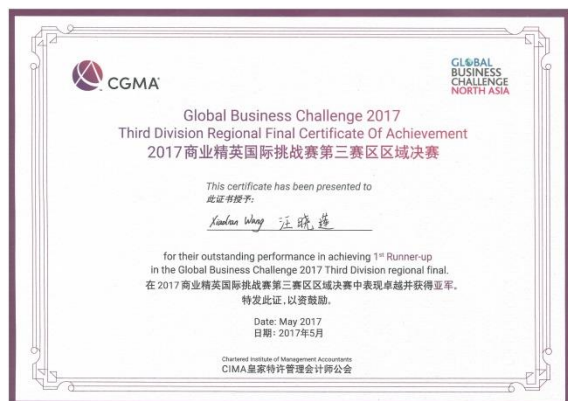 CGMA
GLOBAL
BUSINESS
CHALLENGE
NORTH ASIA
Global Business Challenge 2017
Third Division Regional Final Certificate Of Achievement
2017商业精英国际挑战赛第三赛区区域决赛
This certificate has been presented to
此证书授予:
Wang 汪晓莲
for their outstanding performance in achieving 1st Runner-up
in the Global Business Challenge 2017 Third Division regional final.
在2017商业精英国际挑战赛第三赛区区域决赛中表现卓越并获得亚军。
特发此证,以资鼓励。
Date: May 2017
日期: 2017年5月
Chartered Institute of Management Accountants
CIMA皇家特许管理会计师公会